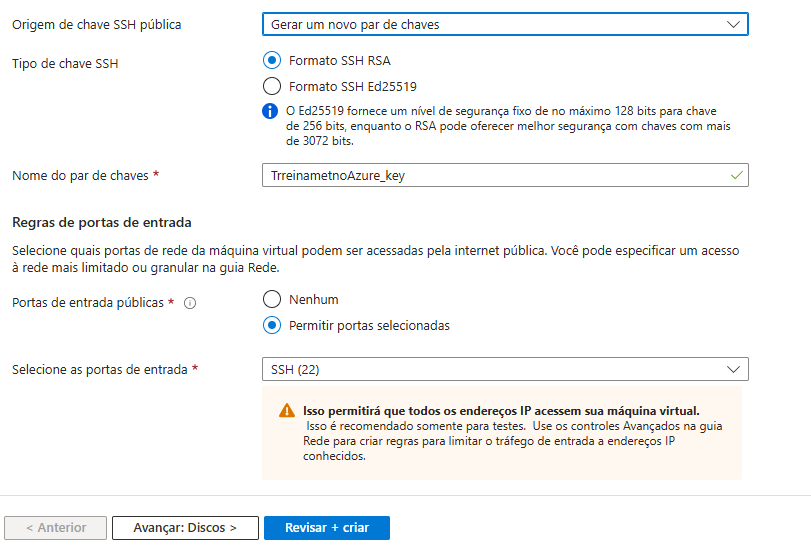 Origem de chave SSH pública
Gerar um novo par de chaves
Tipo de chave SSH
Formato SSH RSA
Formato SSH Ed25519
O Ed25519 fornece um nível de segurança fixo de no máximo 128 bits para chave
de 256 bits, enquanto o RSA pode oferecer melhor segurança com chaves com mais
de 3072 bits.
Nome do par de chaves *
TrreinametnoAzure_key
Regras de portas de entrada
Selecione quais portas de rede da máquina virtual podem ser acessadas pela internet pública. Você pode especificar um acesso
à rede mais limitado ou granular na guia Rede.
Portas de entrada públicas *
Nenhum
Permitir portas selecionadas
Selecione as portas de entrada *
SSH (22)
Isso permitirá que todos os endereços IP acessem sua máquina virtual.
Isso é recomendado somente para testes. Use os controles Avançados na guia
Rede para criar regras para limitar o tráfego de entrada a endereços IP
conhecidos.
< Anterior
Avançar: Discos >
Revisar + criar